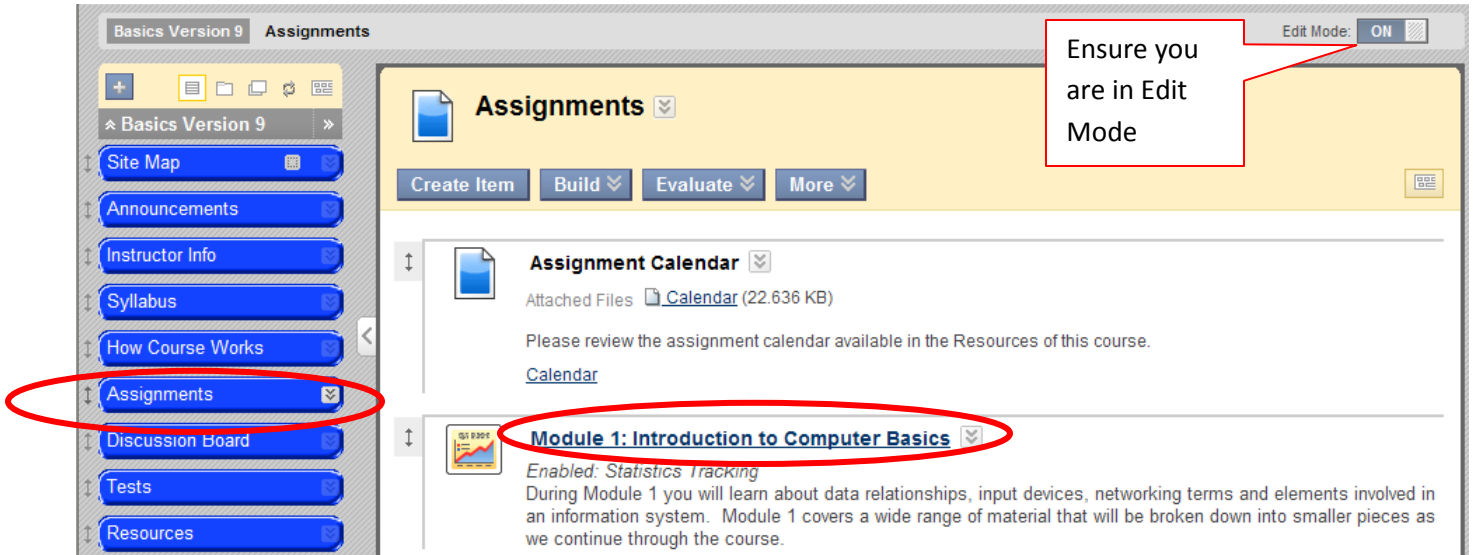 Basics Version 9 Assignments
Edit Mode: ON
Ensure you
are in Edit
Mode
Basics Version 9
Site Map
Announcements
Instructor Info
Syllabus
How Course Works
Assignments
Discussion Board
Tests
Resources
Assignments
Create Item Build Evaluate More
Assignment Calendar
Attached Files Calendar (22.636 KB)
Please review the assignment calendar available in the Resources of this course.
Calendar
Module 1: Introduction to Computer Basics
Enabled: Statistics Tracking
During Module 1 you will learn about data relationships, input devices, networking terms and elements involved in
an information system. Module 1 covers a wide range of material that will be broken down into smaller pieces as
we continue through the course.